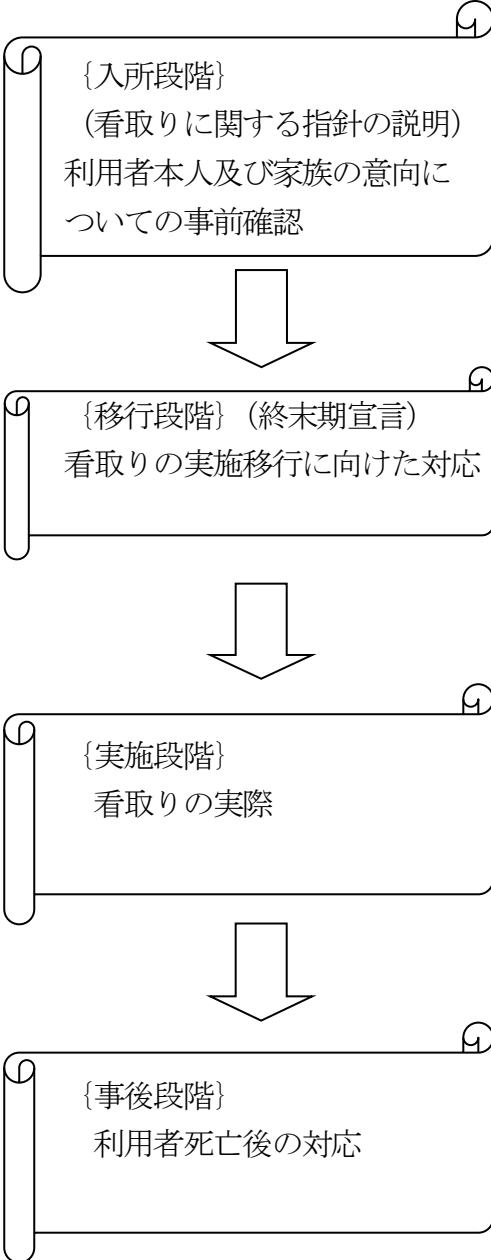 {入所段階}
（看取りに関する指針の説明）
利用者本人及び家族の意向に
ついての事前確認
{移行段階}（終末期宣言）
看取りの実施移行に向けた対応
{実施段階}
看取りの実際
{事後段階}
利用者死亡後の対応